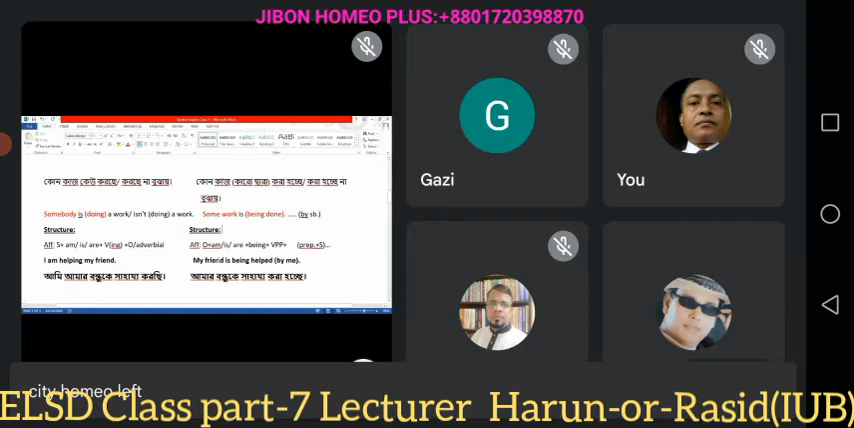 JIBON HOMEO PLUS:+8801720398870
কোন কাজ কেউ করছে/ করছে না বুঝায়।
কোন কাজ (কারো দ্বারা) করা হচ্ছে/ করা হচ্ছে না
বুঝায়।
Somebody is (doing) a work/ isn't (doing) a work.
Some work is (being done). .... (by sb.)
Structure:
Structure:
Aff: S+ am/ is/ are+ V(ing) +O/adverbial
Aff: O+am/is/ are +being+ VPP+ (prep.+S)...
I am helping my friend.
My friend is being helped (by me).
আমি আমার বন্ধুকে সাহায্য করছি।
আমার বন্ধুকে সাহায্য করা হচ্ছে।
G
Gazi
You
city homeo left
ELSD Class part-7 Lecturer Harun-or-Rasid(IUB)